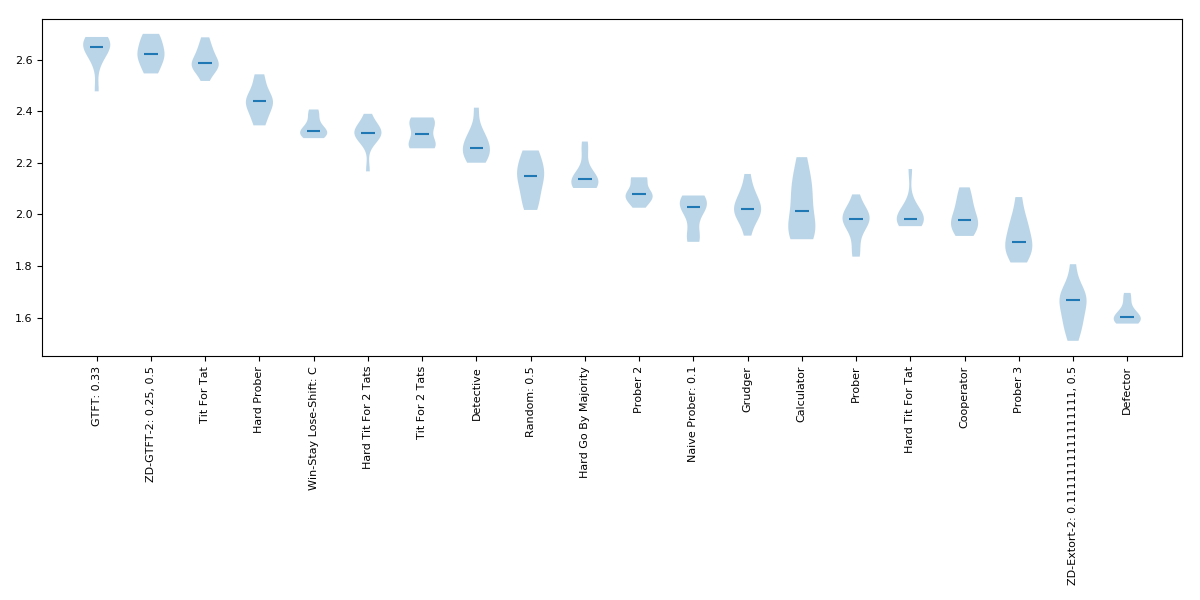 2.6
2.4
2.2
2.0
1.8
1.6
GTFT: 0.33
ZD-GTFT-2: 0.25, 0.5
Tit For Tat
Hard Prober
Win-Stay Lose-Shift: C
Hard Tit For 2 Tats
Tit For 2 Tats
Detective
Random: 0.5
Hard Go By Majority
Prober 2
Naive Prober: 0.1
Grudger
Calculator
Prober
Hard Tit For Tat
Cooperator
Prober 3
ZD-Extort-2: 0.1111111111111111, 0.5
Defector